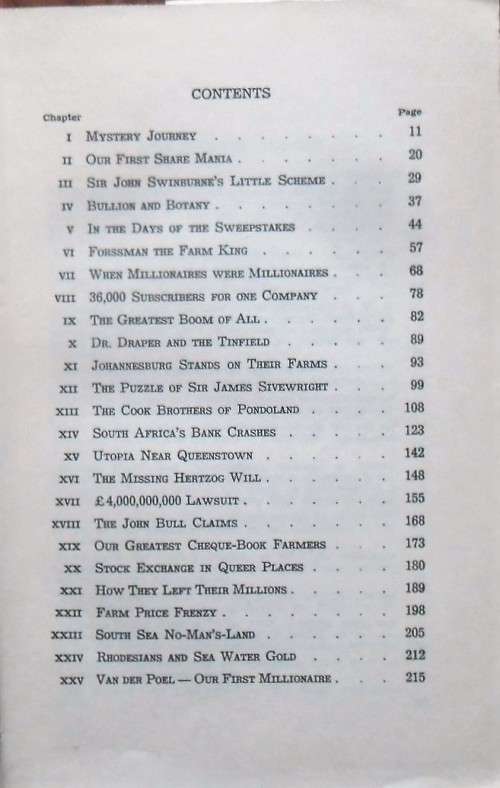 CONTENTS
Chapter Page
I MYSTERY JOURNEY . . . . . . . . 11
II OUR FIRST SHARE MANIA . . . . . . . 20
III SIR JOHN SWINBURNE'S LITTLE SCHEME . . . 29
IV BULLION AND BOTANY . . . . . . . . 37
V IN THE DAYS OF THE SWEEPSTAKES . . . . 44
VI FORSSMAN THE FARM KING . . . . . . 57
VII WHEN MILLIONAIRES WERE MILLIONAIRES . . . 68
VIII 36,000 SUBSCRIBERS FOR ONE COMPANY . . . 78
IX THE GREATEST BOOM OF ALL . . . . . . 82
X DR. DRAPER AND THE TINFIELD . . . . . 89
XI JOHANNESBURG STANDS ON THEIR FARMS . . . 93
XII THE PUZZLE OF SIR JAMES SIVEWRIGHT . . . 99
XIII THE COOK BROTHERS OF PONDOLAND . . . . 108
XIV SOUTH AFRICA'S BANK CRASHES . . . . . 123
XV UTOPIA NEAR QUEENSTOWN . . . . . . 142
XVI THE MISSING HERTZOG WILL . . . . . . 148
XVII £4,000,000,000 LAWSUIT . . . . . . . 155
XVIII THE JOHN BULL CLAIMS . . . . . . . 168
XIX OUR GREATEST CHEQUE-BOOK FARMERS . . . 173
XX STOCK EXCHANGE IN QUEER PLACES . . . . 180
XXI HOW THEY LEFT THEIR MILLIONS . . . . . 189
XXII FARM PRICE FRENZY . . . . . . . . 198
XXIII SOUTH SEA NO-MAN'S-LAND . . . . . . 205
XXIV RHODESIANS AND SEA WATER GOLD . . . . 212
XXV VAN DER POEL — OUR FIRST MILLIONAIRE . . . 215